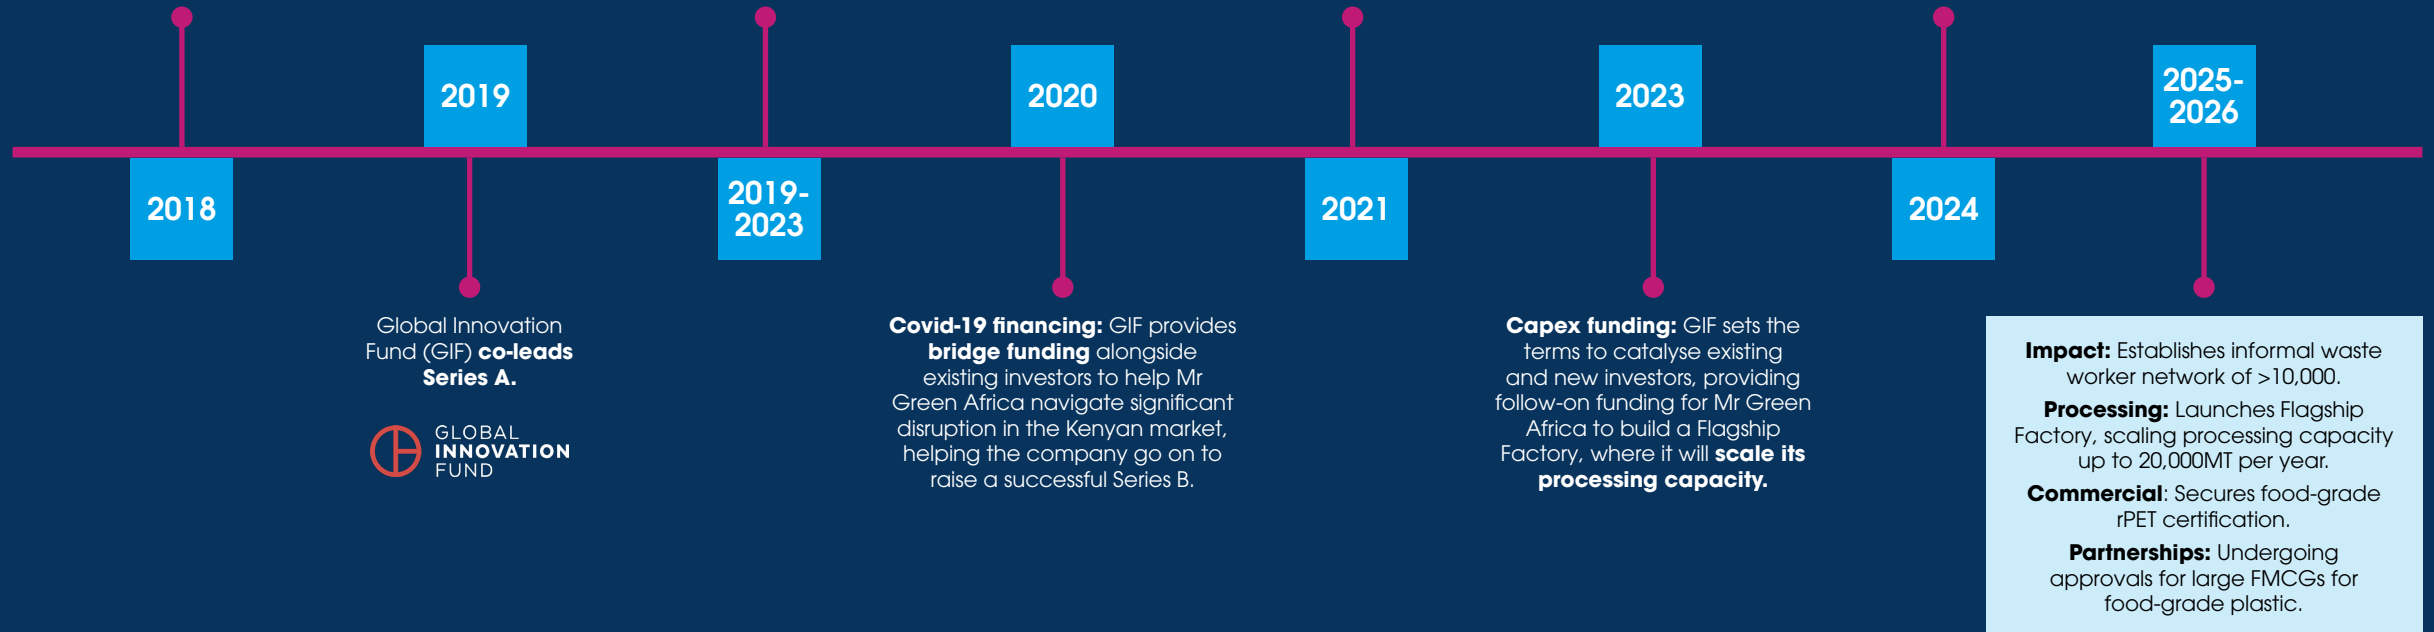 2018
2019
Global Innovation
Fund (GIF) co-leads
Series A.
GLOBAL
INNOVATION
FUND
2019-
2023
2020
Covid-19 financing: GIF provides
bridge funding alongside
existing investors to help Mr
Green Africa navigate significant
disruption in the Kenyan market,
helping the company go on to
raise a successful Series B.
2021
2023
Capex funding: GIF sets the
terms to catalyse existing
and new investors, providing
follow-on funding for Mr Green
Africa to build a Flagship
Factory, where it will scale its
processing capacity.
2024
2025-
2026
Impact: Establishes informal waste
worker network of >10,000.
Processing: Launches Flagship
Factory, scaling processing capacity
up to 20,000MT per year.
Commercial: Secures food-grade
rPET certification.
Partnerships: Undergoing
approvals for large FMCGs for
food-grade plastic.